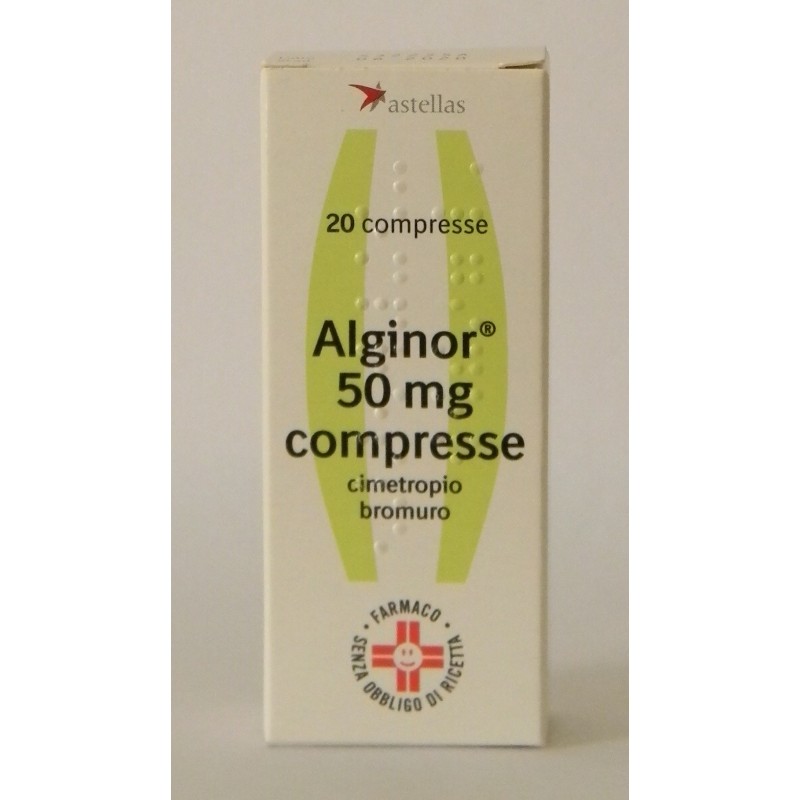 astellas
20 compresse
Alginor®
50 mg
compresse
cimetropio
bromuro
• FARMACO •
SENZA OBBLIGO DI RICETTA